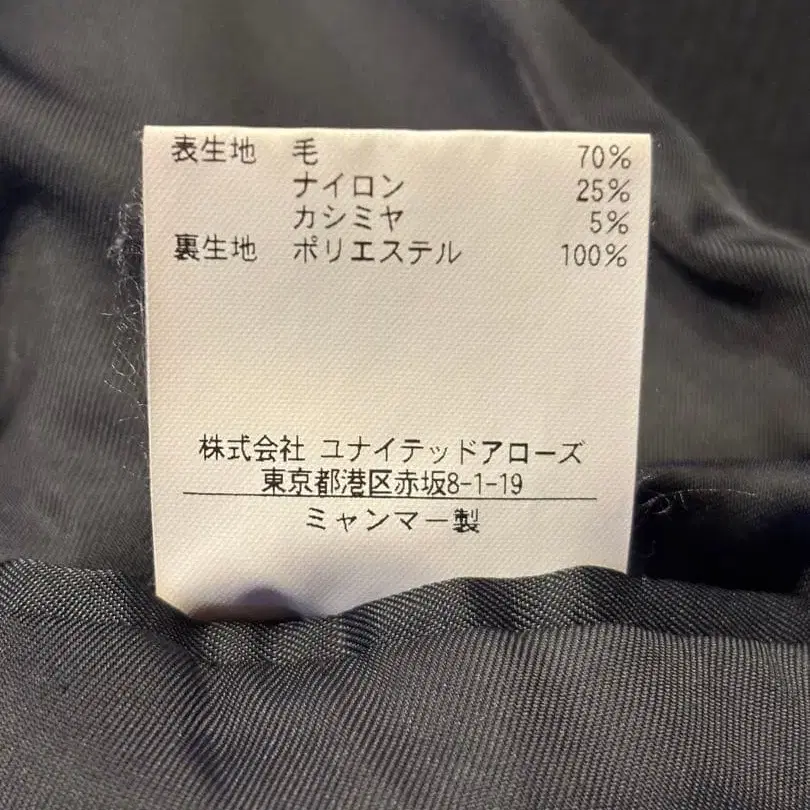 表生地 毛 70%
ナイロン 25%
カシミヤ 5%
裏生地 ポリエステル 100%
株式会社 ユナイテッドアローズ
東京都港区赤坂8-1-19
ミャンマー製